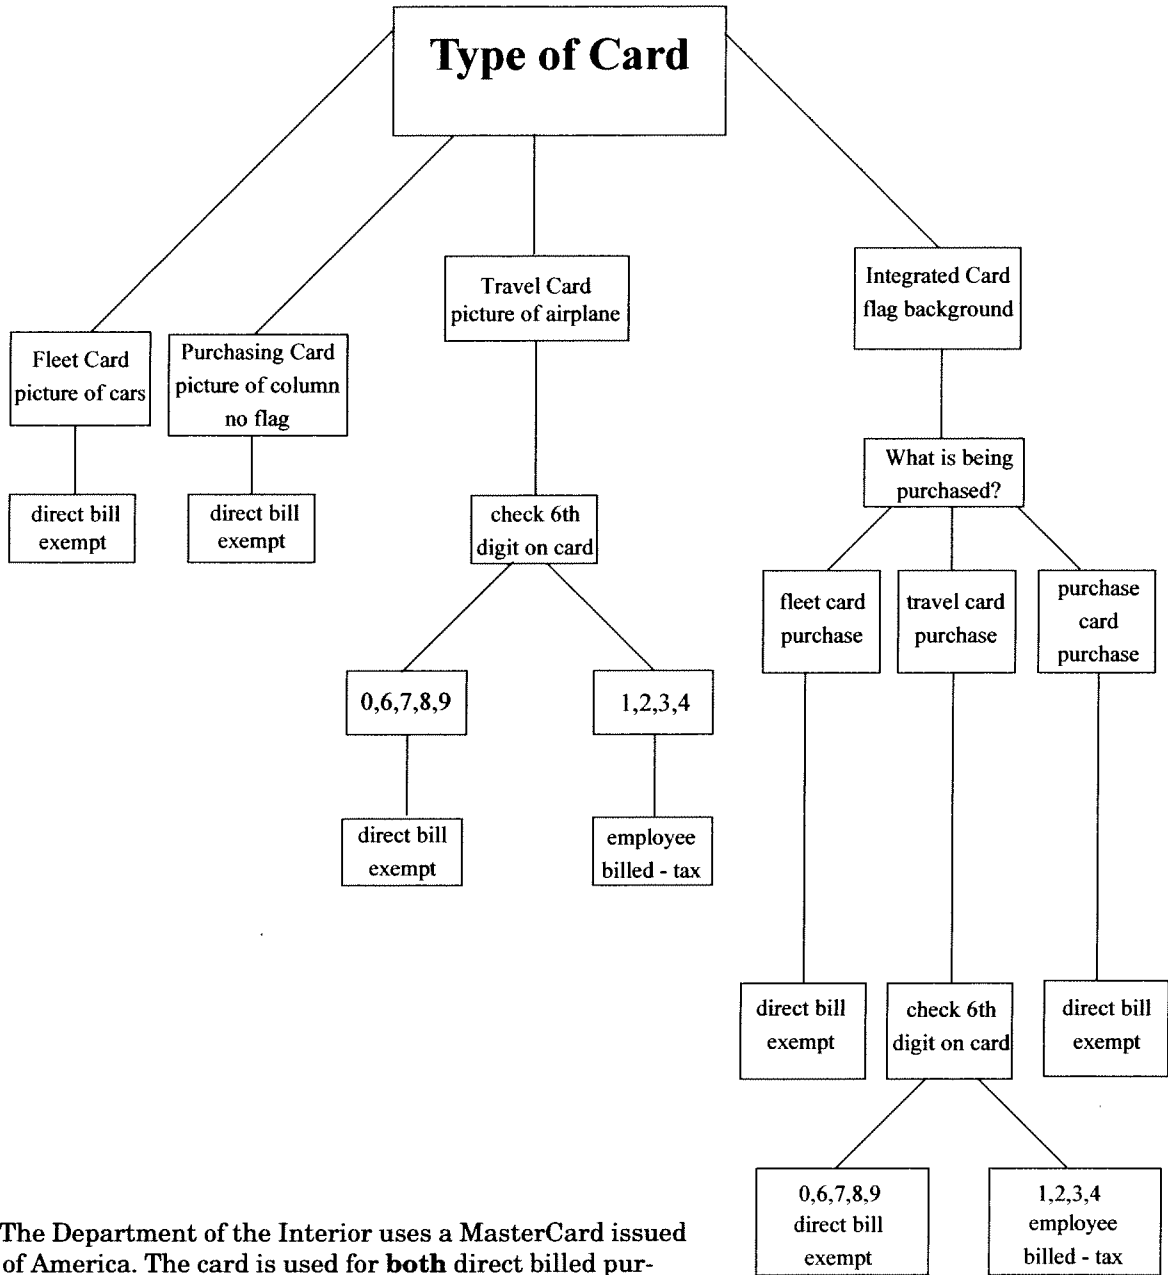 Type of Card
Fleet Card
picture of cars
Purchasing Card
picture of column
no flag
Travel Card
picture of airplane
Integrated Card
flag background
direct bill
exempt
direct bill
exempt
check 6th
digit on card
What is being
purchased?
fleet card
purchase
travel card
purchase
purchase
card
purchase
0,6,7,8,9
1,2,3,4
direct bill
exempt
employee
billed - tax
direct bill
exempt
check 6th
digit on card
direct bill
exempt
0,6,7,8,9
direct bill
exempt
1,2,3,4
employee
billed - tax
The Department of the Interior uses a MasterCard issued
of America. The card is used for both direct billed pur-